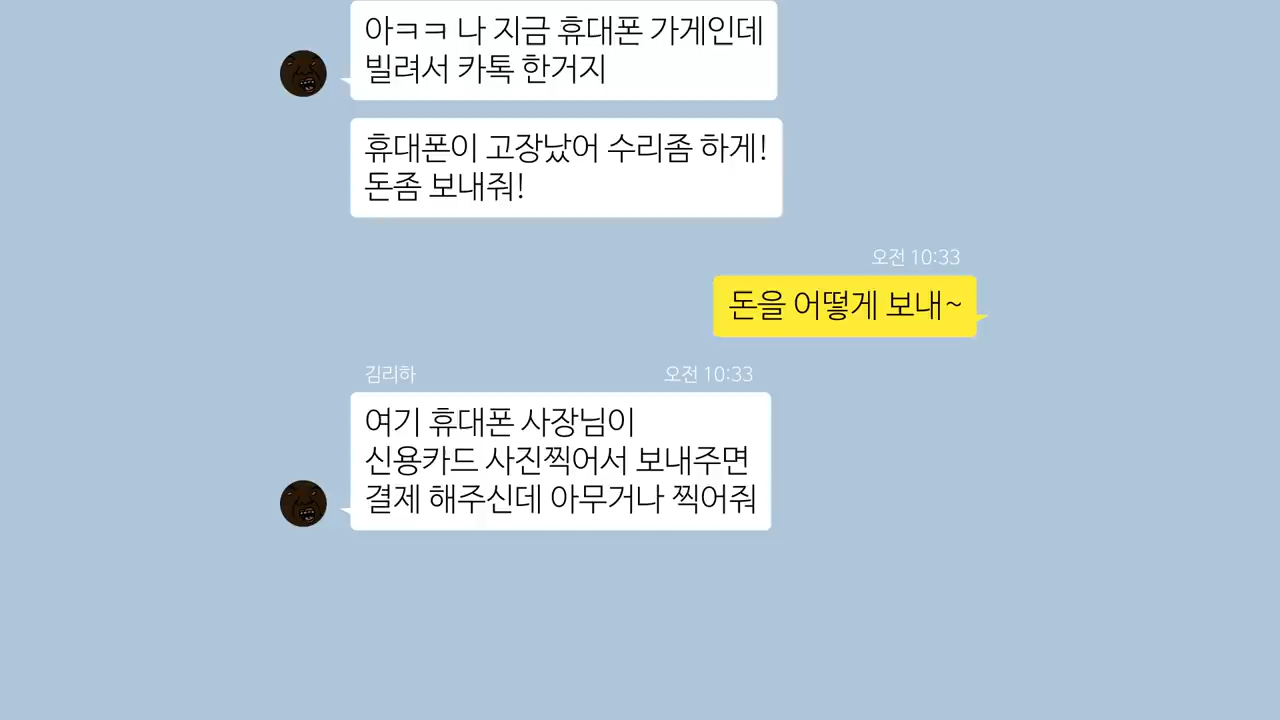 아ㅋㅋ 나 지금 휴대폰 가게인데
빌려서 카톡 한거지
휴대폰이 고장났어 수리좀 하게!
돈좀 보내줘!
오전 10:33
돈을 어떻게 보내~
김리하
오전 10:33
여기 휴대폰 사장님이
신용카드 사진찍어서 보내주면
결제 해주신데 아무거나 찍어줘